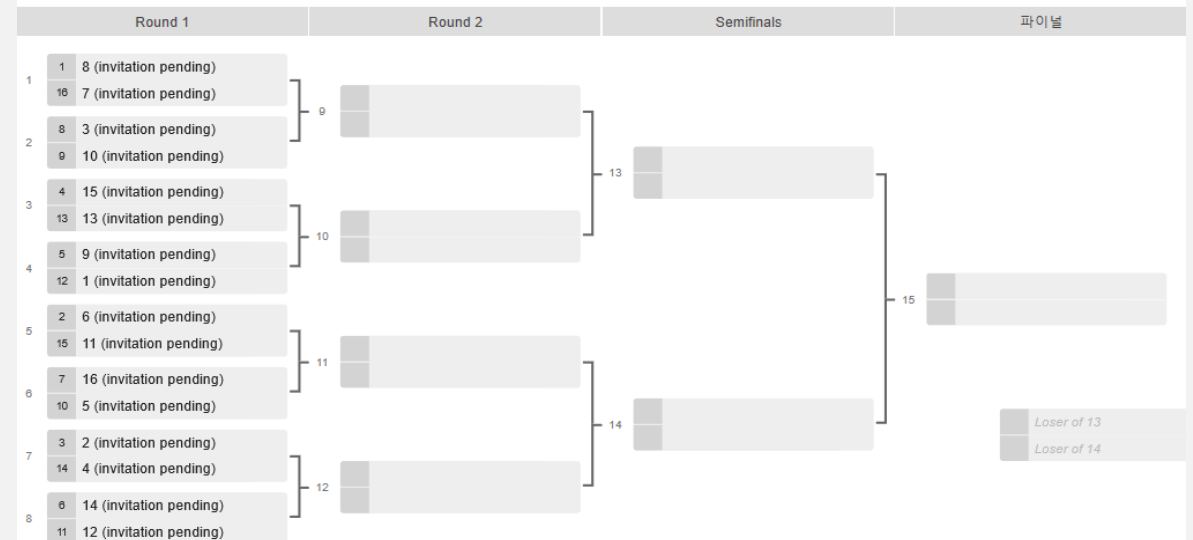 Round 1
Round 2
Semifinals
파이널
1
1 8 (invitation pending)
16 7 (invitation pending)
2
8 3 (invitation pending)
9 10 (invitation pending)
3
4 15 (invitation pending)
13 13 (invitation pending)
4
5 9 (invitation pending)
12 1 (invitation pending)
5
2 6 (invitation pending)
15 11 (invitation pending)
6
7 16 (invitation pending)
10 5 (invitation pending)
7
3 2 (invitation pending)
14 4 (invitation pending)
8
6 14 (invitation pending)
11 12 (invitation pending)
9
10
11
12
13
14
15
Loser of 13
Loser of 14